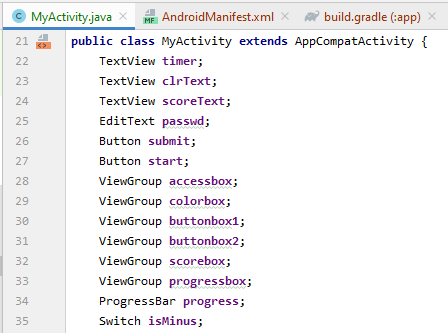 MyActivity.java AndroidManifest.xml build.gradle (:app)
21 public class MyActivity extends AppCompatActivity {
22 TextView timer;
23 TextView clrText;
24 TextView scoreText;
25 EditText passwd;
26 Button submit;
27 Button start;
28 ViewGroup accessbox;
29 ViewGroup colorbox;
30 ViewGroup buttonbox1;
31 ViewGroup buttonbox2;
32 ViewGroup scorebox;
33 ViewGroup progressbox;
34 ProgressBar progress;
35 Switch isMinus;